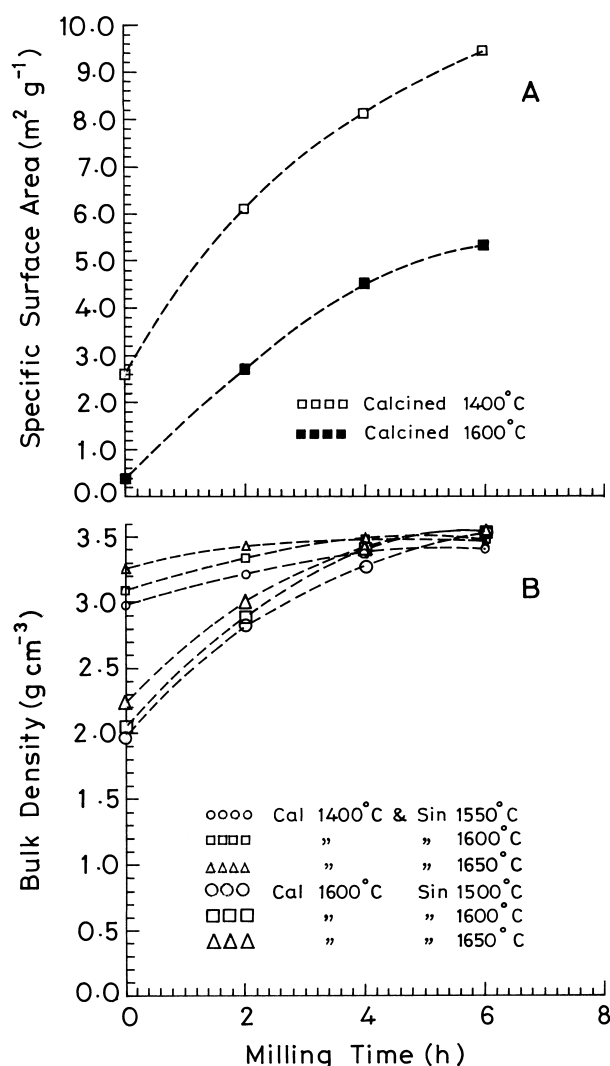 10.0
9.0
8.0
7.0
6.0
5.0
4.0
3.0
2.0
1.0
0.0
Specific Surface Area (m² g⁻¹)
A
□□□□ Calcined 1400°C
■■■■ Calcined 1600°C
3.5
3.0
2.5
2.0
1.5
1.0
0.5
0.0
Bulk Density (g cm⁻³)
B
○○○○ Cal 1400°C & Sin 1550°C
□□□□ „ „ 1600°C
△△△△ „ „ 1650°C
○○○ Cal 1600°C Sin 1500°C
□□□ „ „ 1600°C
△△△ „ „ 1650°C
0 2 4 6 8
Milling Time (h)